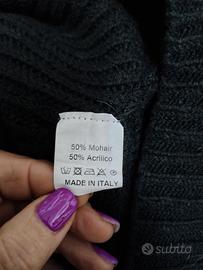 50% Mohair
50% Acrilico
MADE IN ITALY
subito